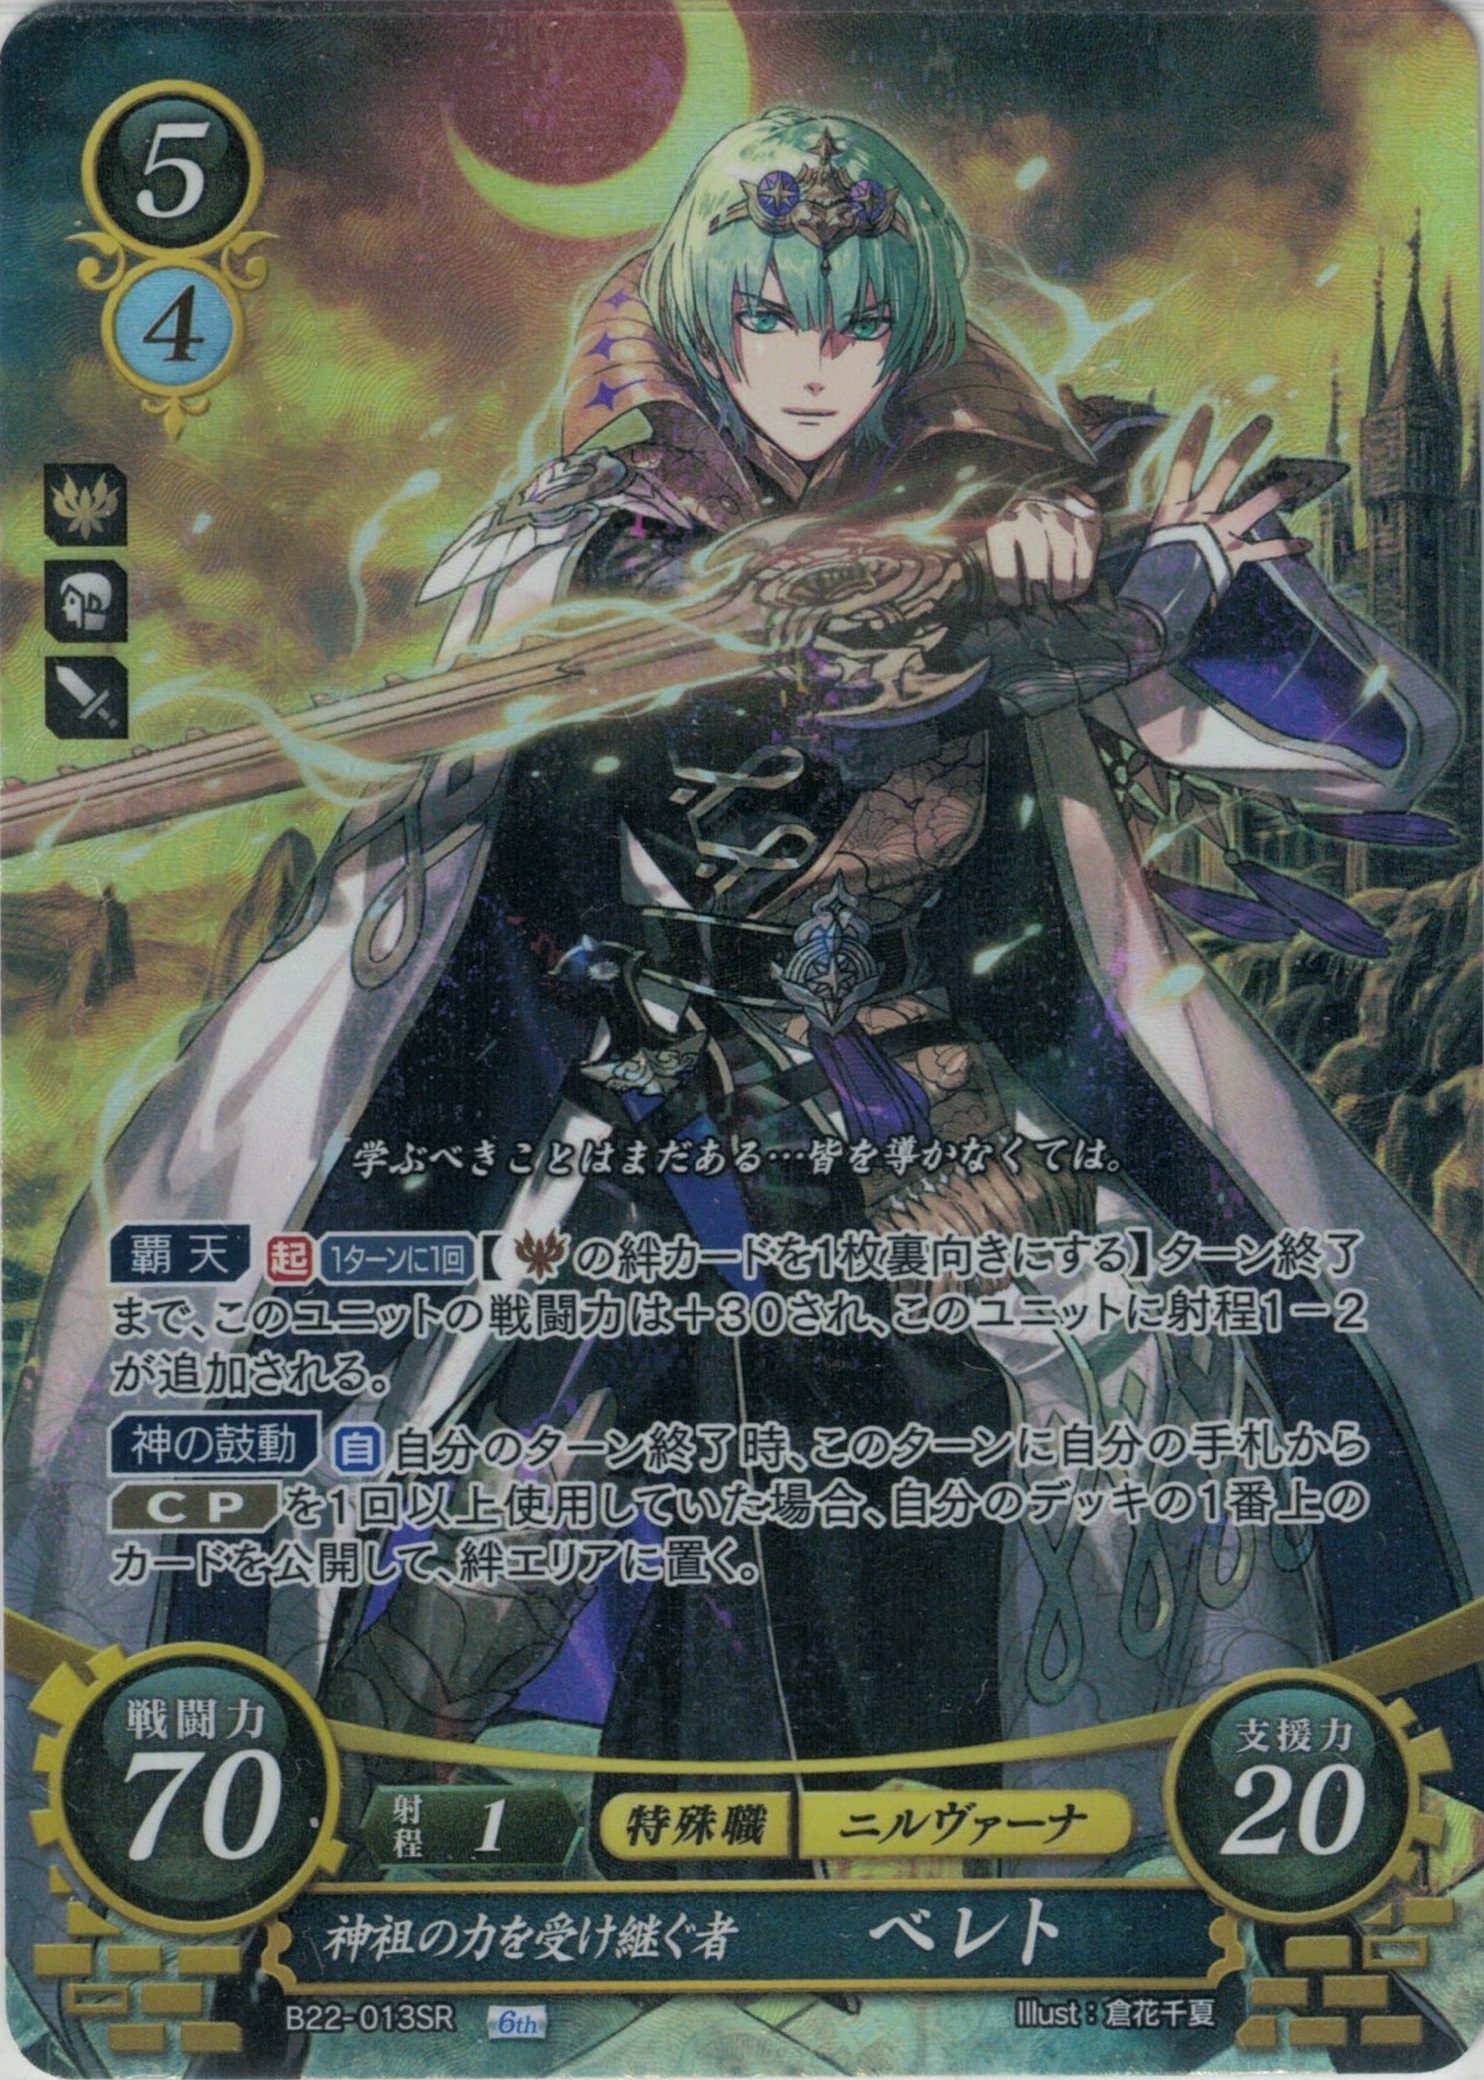 5
4
学ぶべきことはまだある…皆を導かなくては。
覇天 起 1ターンに1回 【 の絆カードを1枚裏向きにする】ターン終了
まで、このユニットの戦闘力は＋30され、このユニットに射程1－2
が追加される。
神の鼓動 自 自分のターン終了時、このターンに自分の手札から
ＣＰ を1回以上使用していた場合、自分のデッキの1番上の
カードを公開して、絆エリアに置く。
戦闘力
70
射程 1
特殊職 ニルヴァーナ
支援力
20
神祖の力を受け継ぐ者 ベレト
B22-013SR 6th
Illust：倉花千夏